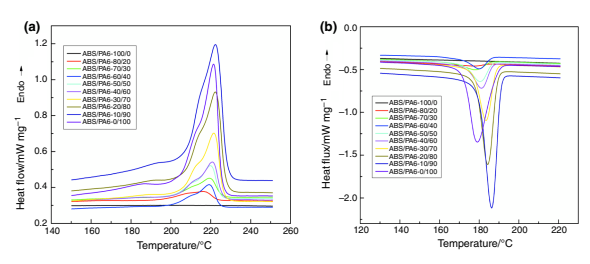 (a)
1.2
1.0
0.8
0.6
0.4
0.2
Heat flow/mW mg⁻¹
Endo →
ABS/PA6-100/0
ABS/PA6-80/20
ABS/PA6-70/30
ABS/PA6-60/40
ABS/PA6-50/50
ABS/PA6-40/60
ABS/PA6-30/70
ABS/PA6-20/80
ABS/PA6-10/90
ABS/PA6-0/100
140 160 180 200 220 240 260
Temperature/°C
(b)
0.0
−0.5
−1.0
−1.5
−2.0
Heat flow/mW mg⁻¹
Endo →
ABS/PA6-100/0
ABS/PA6-80/20
ABS/PA6-70/30
ABS/PA6-60/40
ABS/PA6-50/50
ABS/PA6-40/60
ABS/PA6-30/70
ABS/PA6-20/80
ABS/PA6-10/90
ABS/PA6-0/100
130 160 180 200 220
Temperature/°C